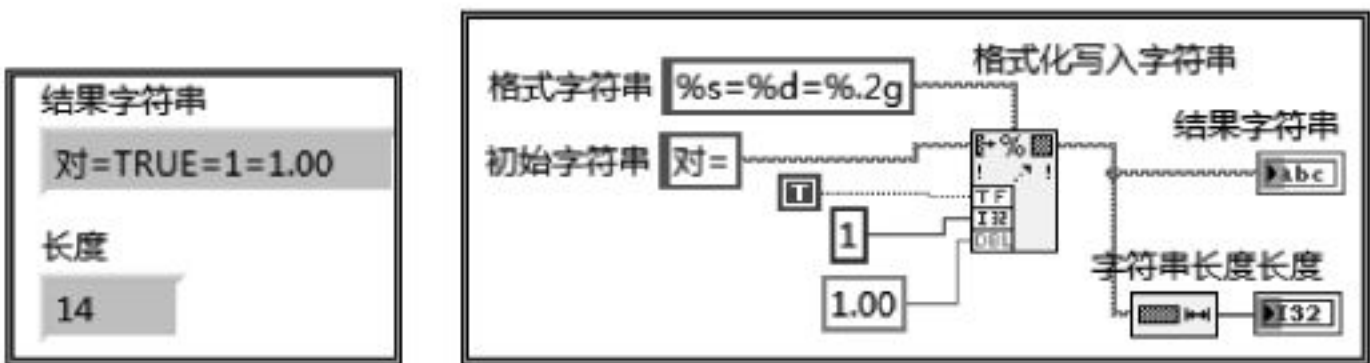 结果字符串
对=TRUE=1=1.00
长度
14
格式化写入字符串
格式字符串 %s=%d=%.2g
结果字符串
初始字符串 对=
abc
T
TF
1
I32
DBL
字符串长度长度
1.00
I32